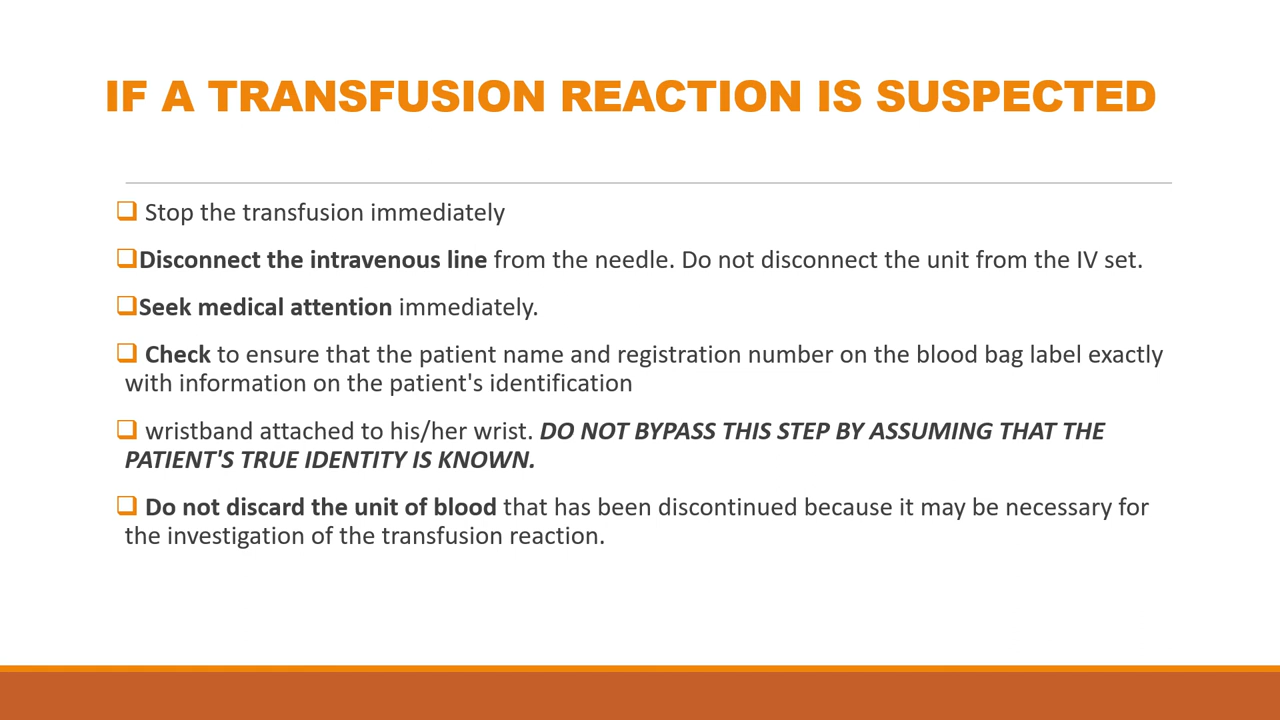 IF A TRANSFUSION REACTION IS SUSPECTED
❑ Stop the transfusion immediately
❑Disconnect the intravenous line from the needle. Do not disconnect the unit from the IV set.
❑Seek medical attention immediately.
❑ Check to ensure that the patient name and registration number on the blood bag label exactly
with information on the patient's identification
❑ wristband attached to his/her wrist. DO NOT BYPASS THIS STEP BY ASSUMING THAT THE
PATIENT'S TRUE IDENTITY IS KNOWN.
❑ Do not discard the unit of blood that has been discontinued because it may be necessary for
the investigation of the transfusion reaction.